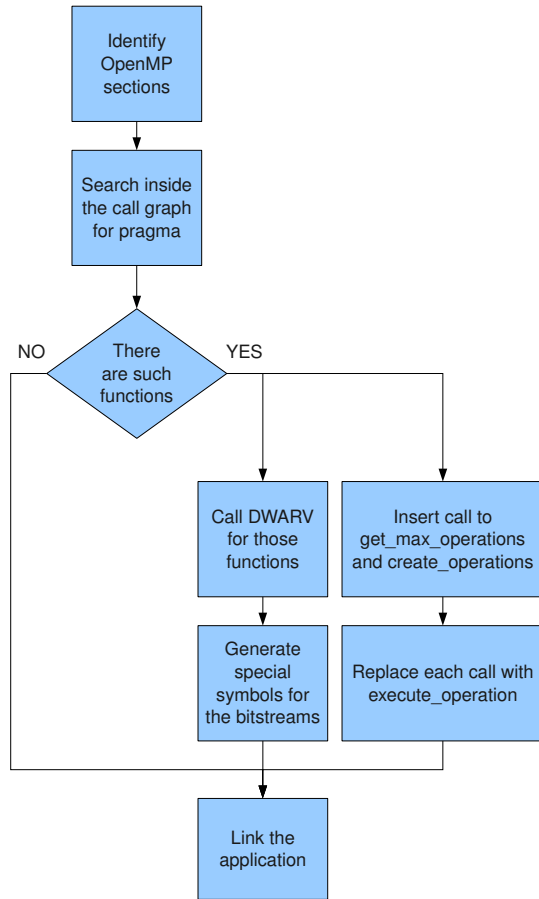 Identify
OpenMP
sections
Search inside
the call graph
for pragma
NO
There
are such
functions
YES
Call DWARV
for those
functions
Insert call to
get_max_operations
and create_operations
Generate
special
symbols for
the bitstreams
Replace each call with
execute_operation
Link the
application